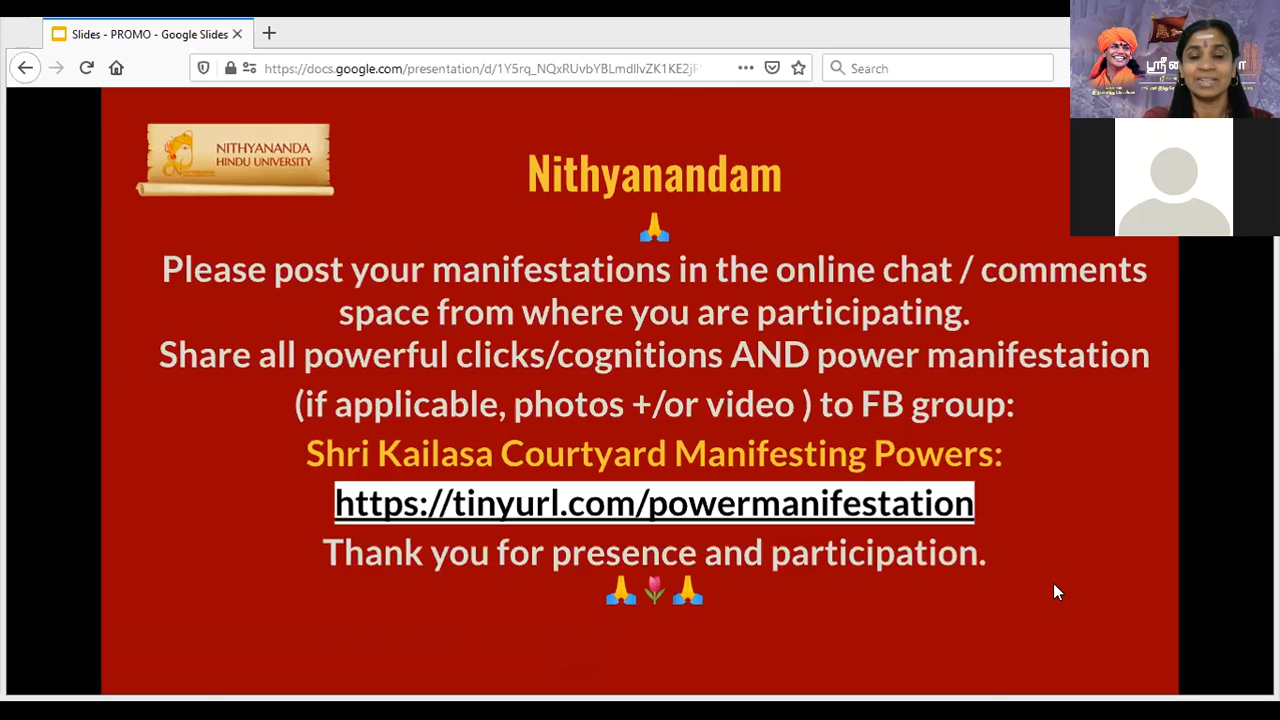 Slides - PROMO - Google Slides
https://docs.google.com/presentation/d/1Y5rq_NQxRUvbYBLmdllvZK1KE2jF
Search
NITHYANANDA
HINDU UNIVERSITY
Nithyanandam
🙏
Please post your manifestations in the online chat / comments
space from where you are participating.
Share all powerful clicks/cognitions AND power manifestation
(if applicable, photos +/or video ) to FB group:
Shri Kailasa Courtyard Manifesting Powers:
https://tinyurl.com/powermanifestation
Thank you for presence and participation.
🙏🌷🙏